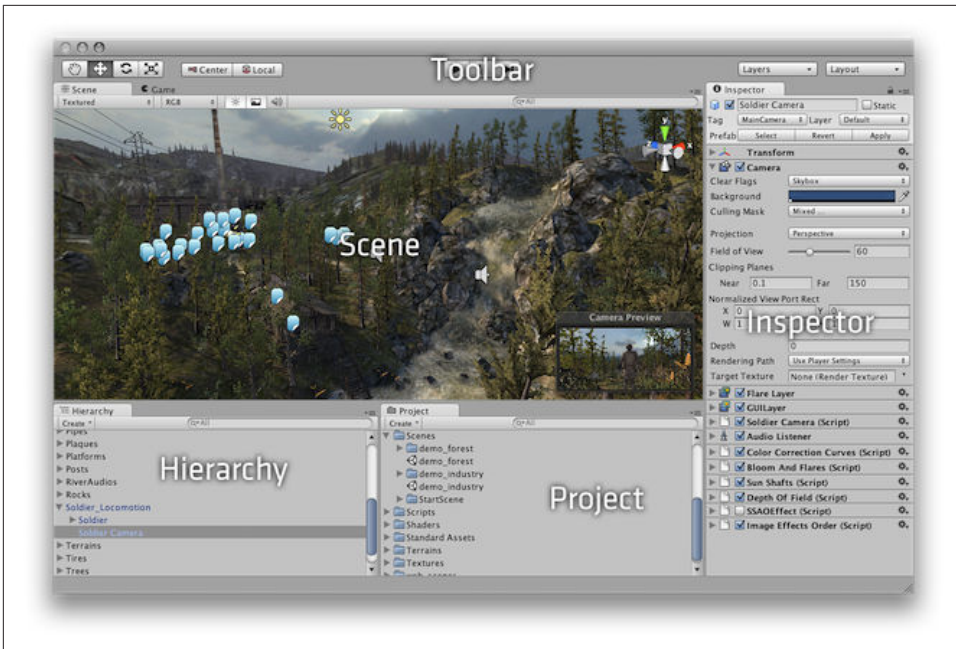 Toolbar
Center Local
Layers Layout
Scene Game
Textured RGB
All
Scene
Camera Preview
Inspector
Soldier Camera Static
Tag MainCamera Layer Default
Prefab Select Revert Apply
Transform
Camera
Clear Flags Skybox
Background
Culling Mask Mixed ...
Projection Perspective
Field of View 60
Clipping Planes
Near 0.1 Far 150
Normalized View Port Rect
X 0 Y 0
W 1
Inspector
Depth 0
Rendering Path Use Player Settings
Target Texture None (Render Texture)
Flare Layer
GUILayer
Soldier Camera (Script)
Audio Listener
Color Correction Curves (Script)
Bloom And Flares (Script)
Sun Shafts (Script)
Depth Of Field (Script)
SSAOEffect (Script)
Image Effects Order (Script)
Hierarchy
Create All
Pipes
Plaques
Platforms
Posts
RiverAudios
Rocks
Soldier_Locomotion
Soldier
Soldier Camera
Terrains
Tires
Trees
Hierarchy
Project
Create All
Scenes
demo_forest
demo_forest
demo_industry
demo_industry
StartScene
Scripts
Shaders
Standard Assets
Terrains
Textures
Project